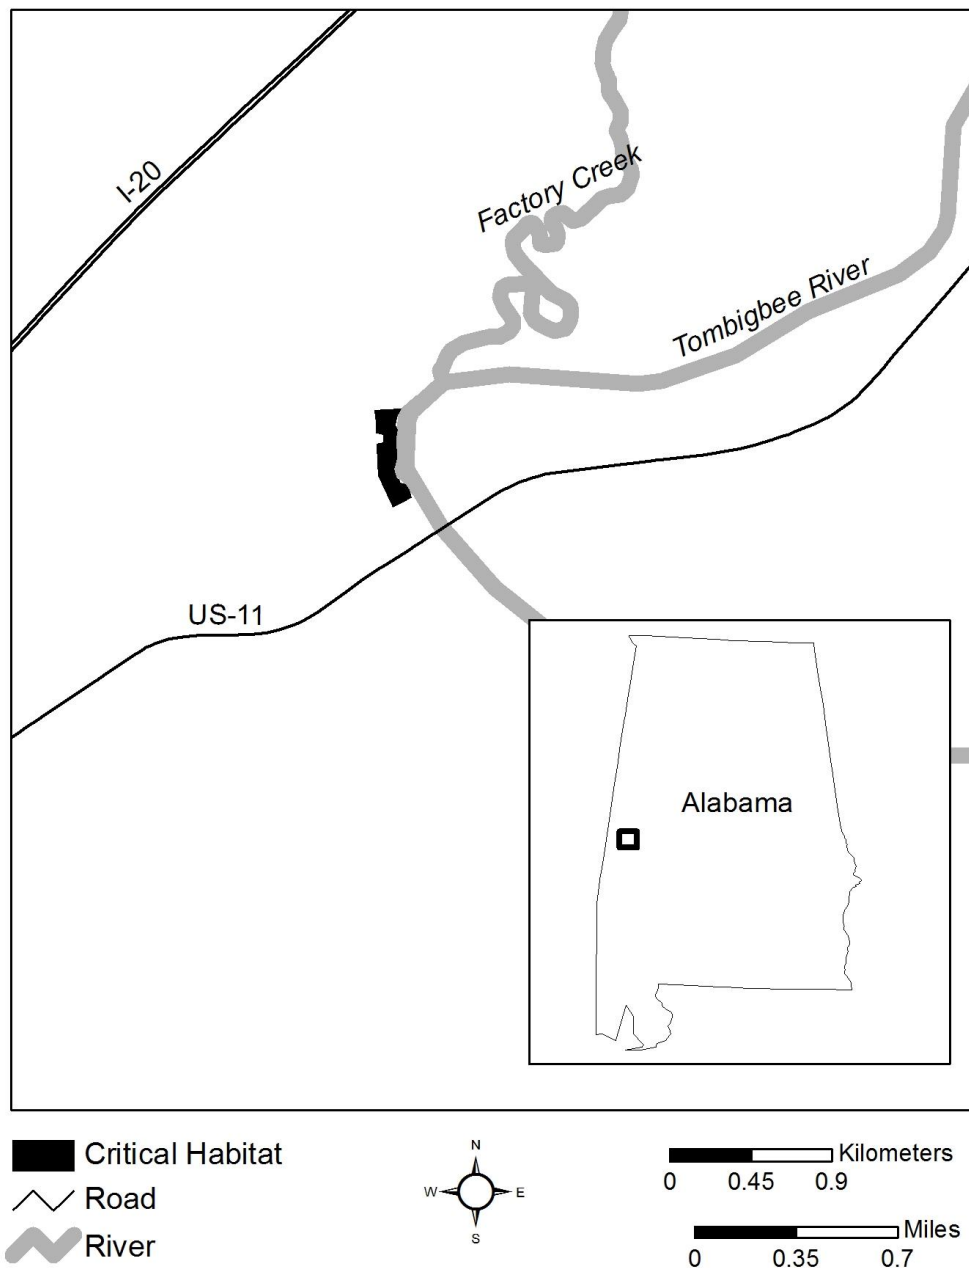 I-20
Factory Creek
Tombigbee River
US-11
Alabama
Critical Habitat
Road
River
N
W E
S
Kilometers
0 0.45 0.9
Miles
0 0.35 0.7